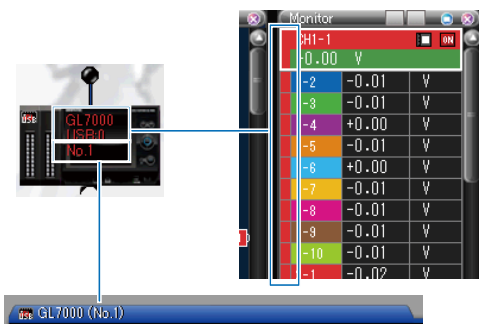 Monitor
CH1-1
ON
-0.00 V
-2 -0.01 V
-3 -0.01 V
-4 +0.00 V
-5 -0.01 V
-6 +0.00 V
-7 -0.01 V
-8 -0.01 V
-9 -0.01 V
-10 -0.01 V
-1 -0.02 V
USB
GL7000
USB:0
No.1
USB GL7000 (No.1)